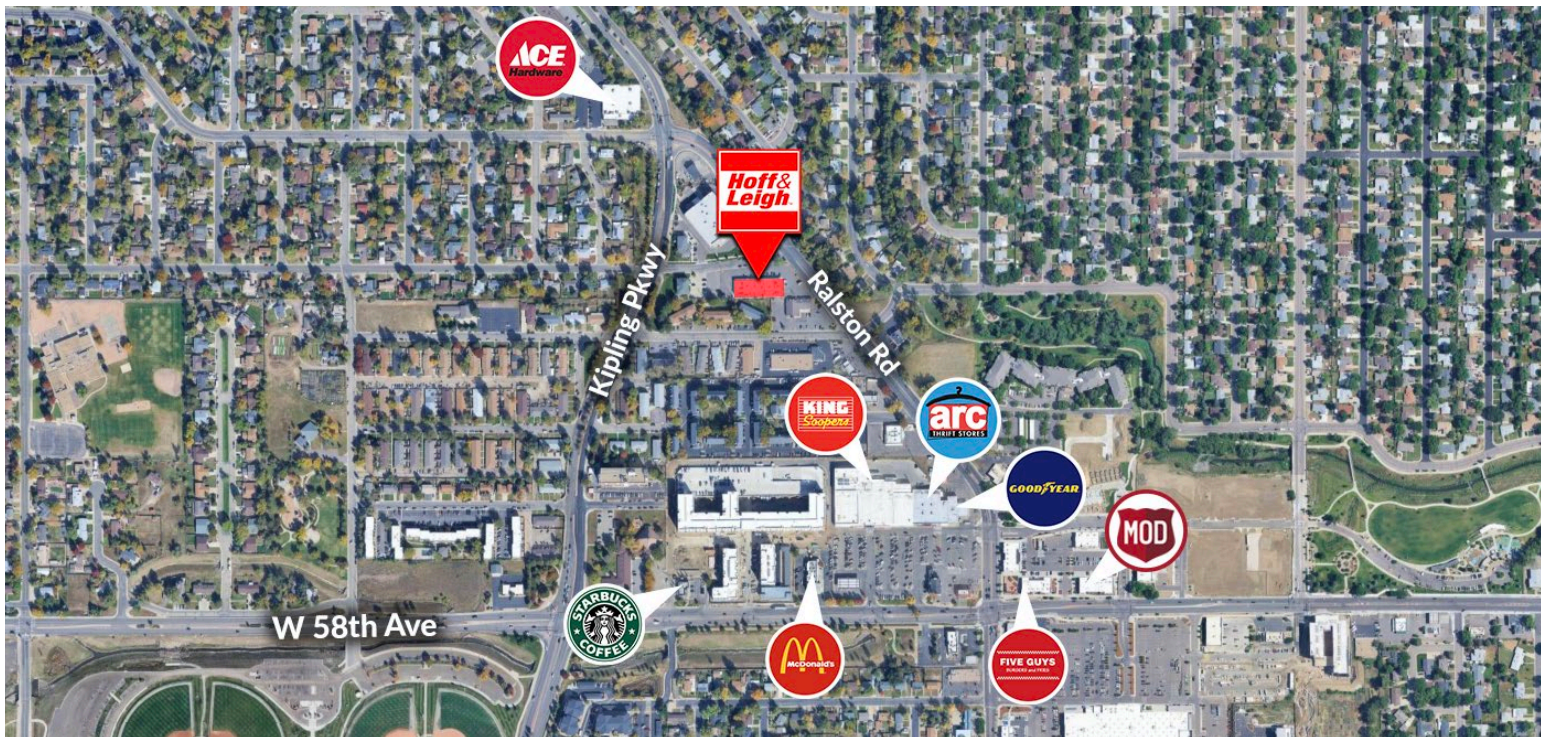 ACE
Hardware
Hoff&
Leigh
Kipling Pkwy
Ralston Rd
KING
Soopers
arc
THRIFT STORES
GOODYEAR
MOD
W 58th Ave
STARBUCKS
COFFEE
McDonald's
FIVE GUYS
BURGERS and FRIES